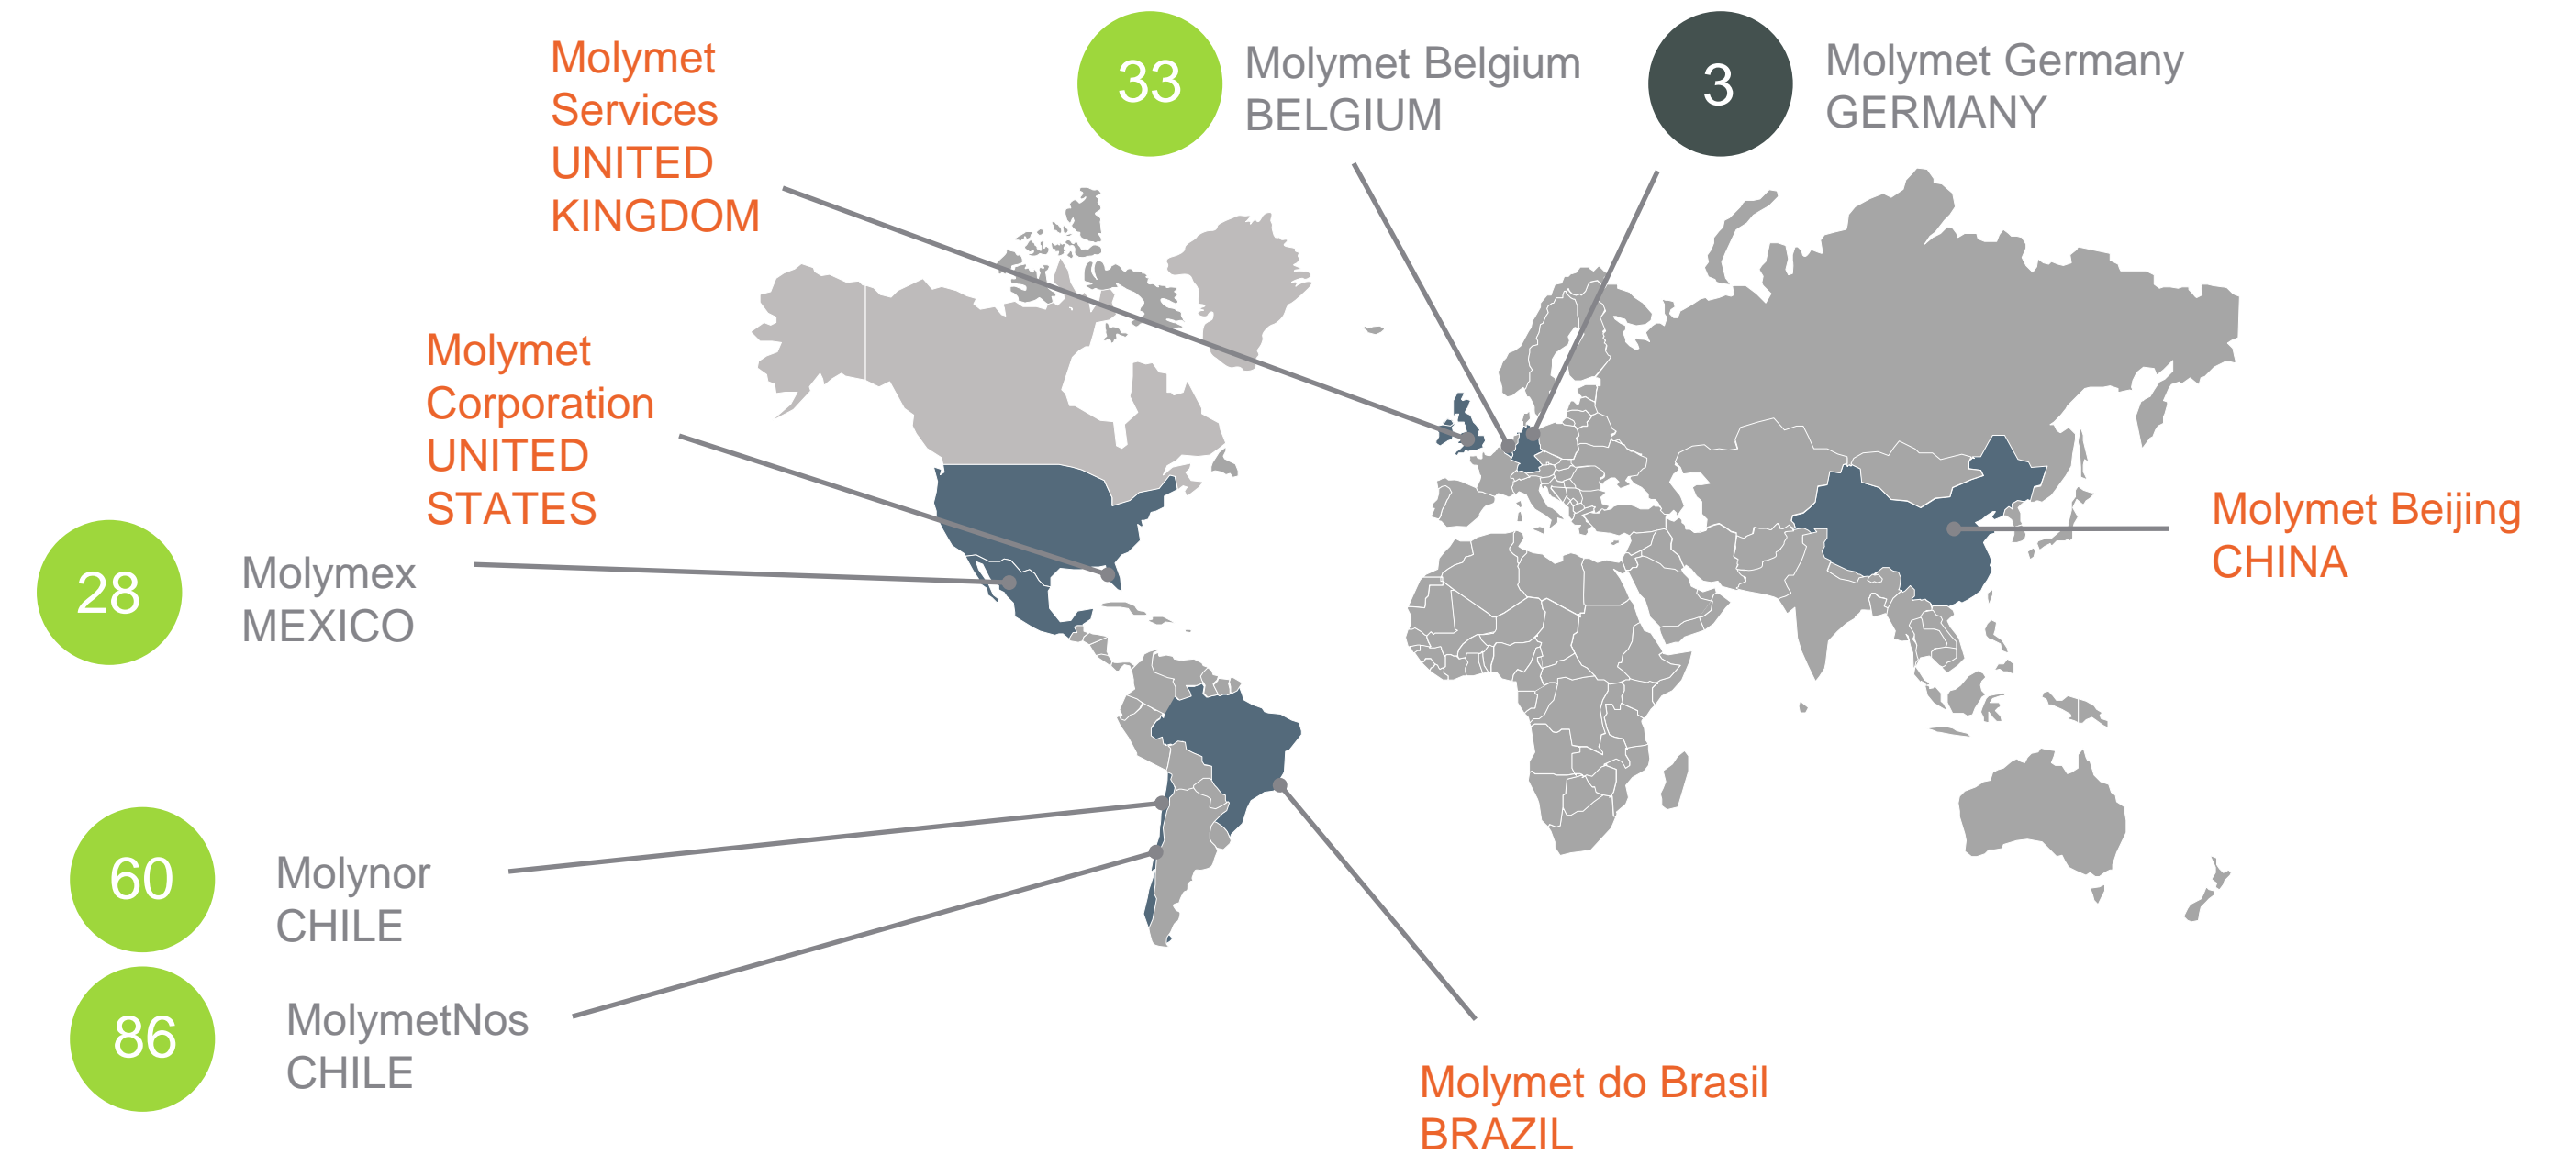 Molymet
Services
UNITED
KINGDOM
33
Molymet Belgium
BELGIUM
3
Molymet Germany
GERMANY
Molymet
Corporation
UNITED
STATES
28
Molymex
MEXICO
Molymet Beijing
CHINA
60
Molynor
CHILE
86
MolymetNos
CHILE
Molymet do Brasil
BRAZIL